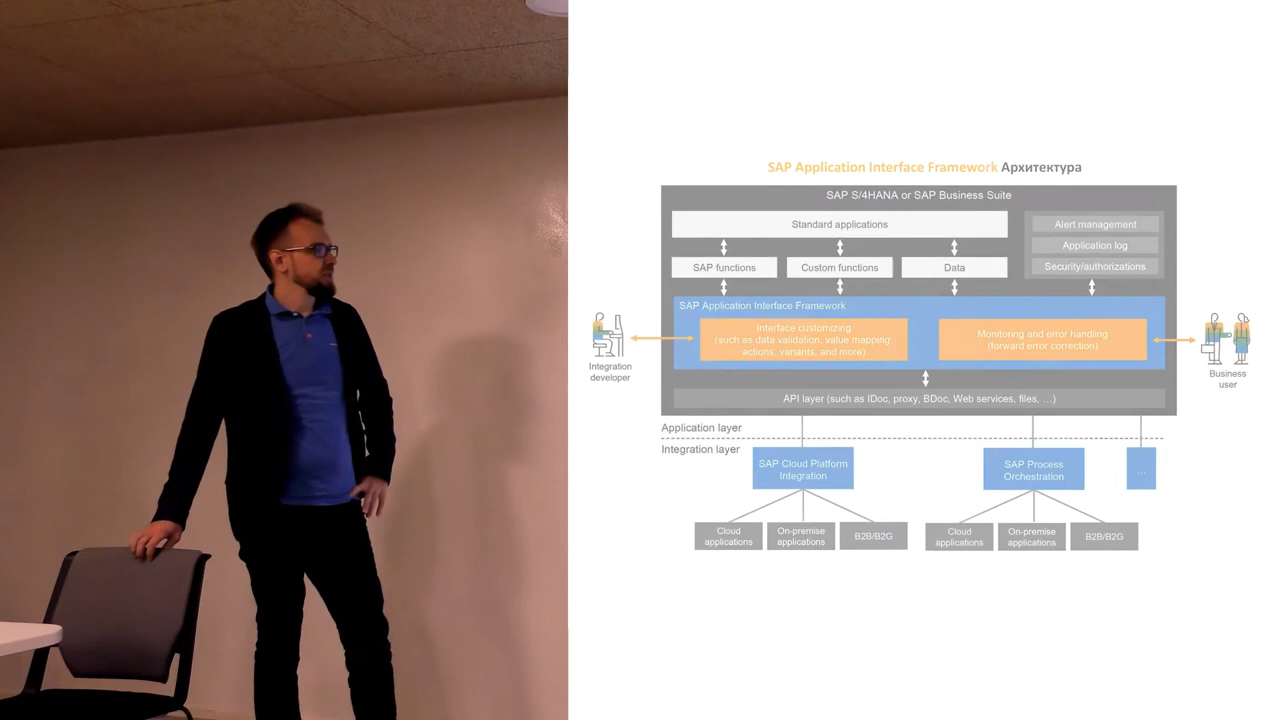 SAP Application Interface Framework Архитектура
SAP S/4HANA or SAP Business Suite
Standard applications
Alert management
Application log
Security/authorizations
SAP functions
Custom functions
Data
SAP Application Interface Framework
Interface customizing
(such as data validation, value mapping,
actions, variants, and more)
Monitoring and error handling
(forward error correction)
Integration
developer
Business
user
API layer (such as IDoc, proxy, BDoc, Web services, files, …)
Application layer
Integration layer
SAP Cloud Platform
Integration
SAP Process
Orchestration
...
Cloud
applications
On-premise
applications
B2B/B2G
Cloud
applications
On-premise
applications
B2B/B2G